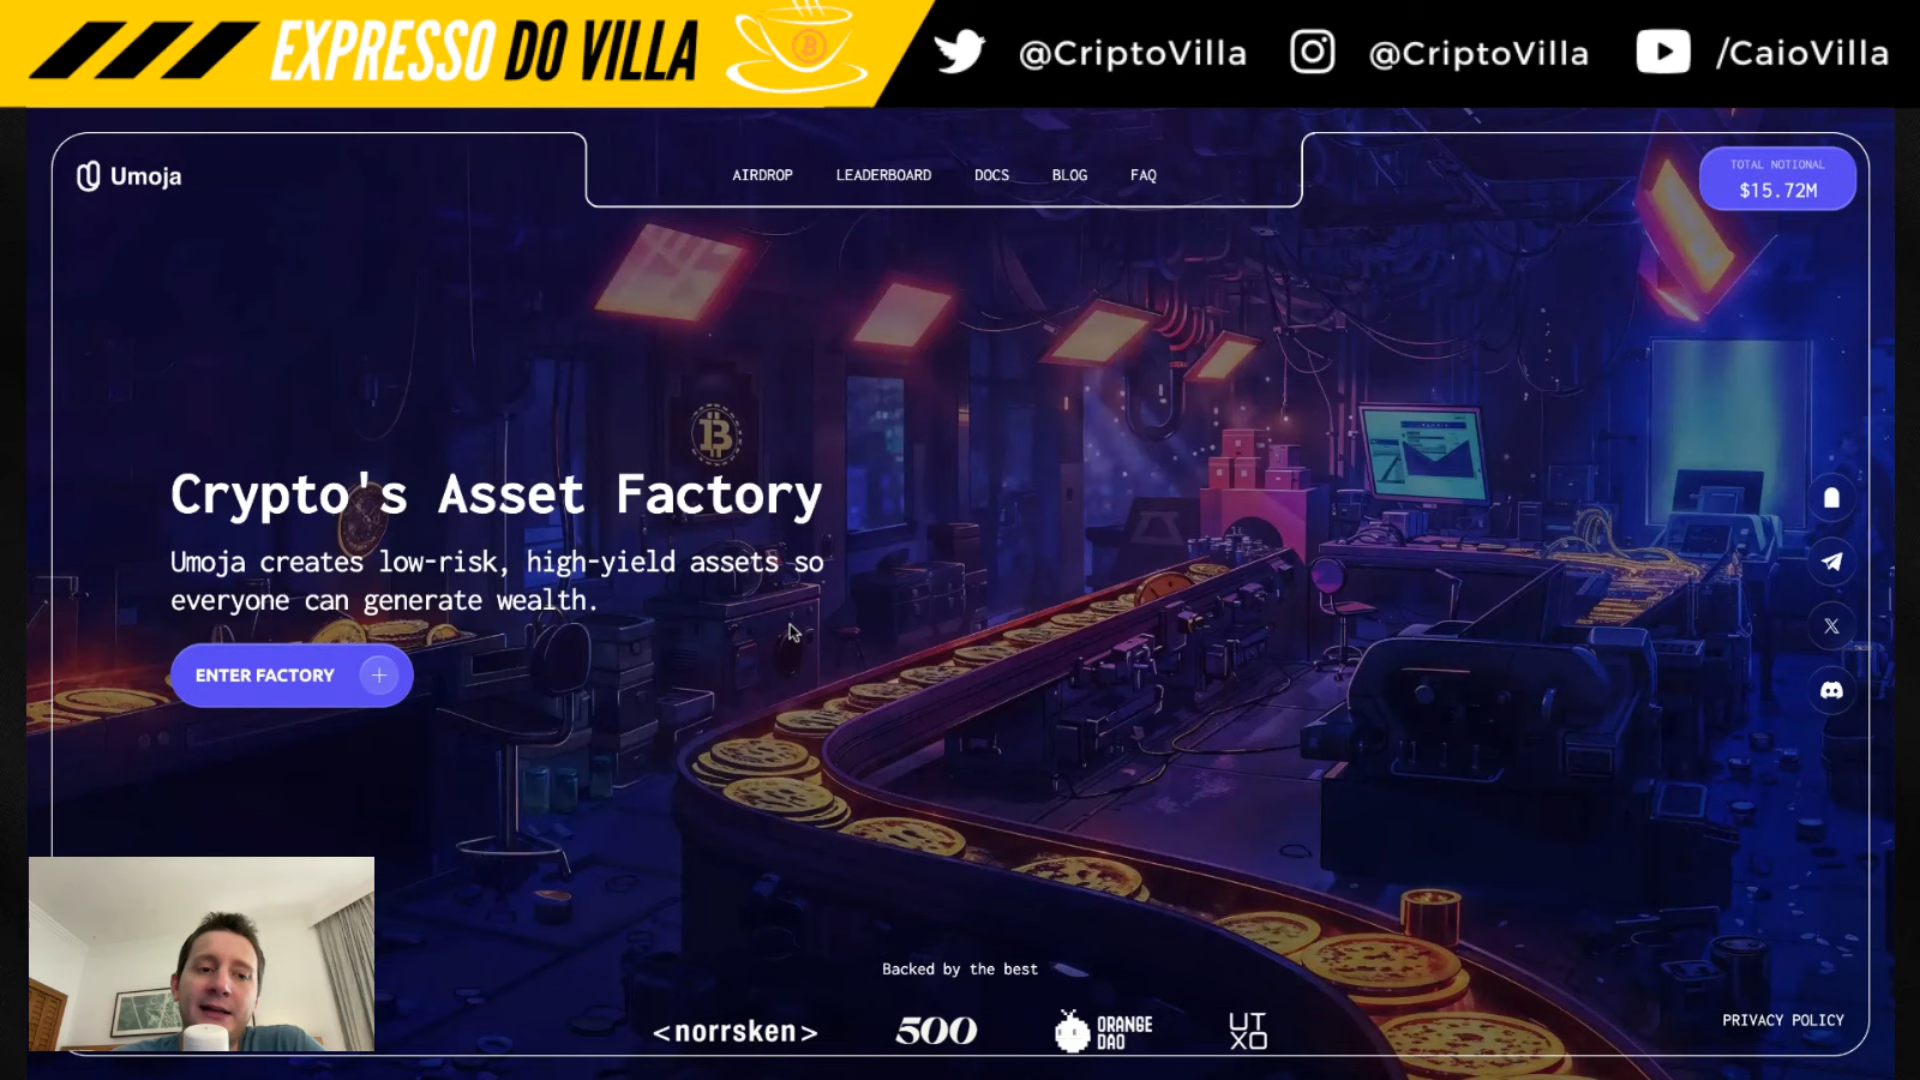 EXPRESSO DO VILLA
@CriptoVilla
@CriptoVilla
/CaioVilla
Umoja
AIRDROP
LEADERBOARD
DOCS
BLOG
FAQ
TOTAL NOTIONAL
$15.72M
Crypto's Asset Factory
Umoja creates low-risk, high-yield assets so
everyone can generate wealth.
ENTER FACTORY
Backed by the best
<norrsken>
500
ORANGE
DAO
UT
XO
PRIVACY POLICY